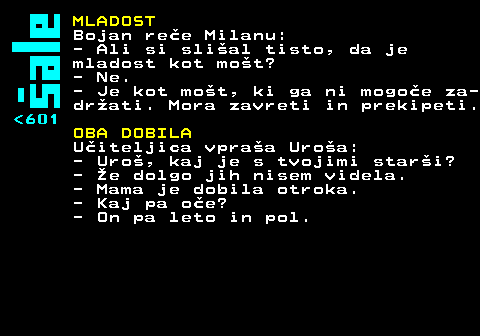 Šale
<601
MLADOST
Bojan reče Milanu:
- Ali si slišal tisto, da je
mladost kot mošt?
- Ne.
- Je kot mošt, ki ga ni mogoče za-
držati. Mora zavreti in prekipeti.
OBA DOBILA
Učiteljica vpraša Uroša:
- Uroš, kaj je s tvojimi starši?
- Že dolgo jih nisem videla.
- Mama je dobila otroka.
- Kaj pa oče?
- On pa leto in pol.